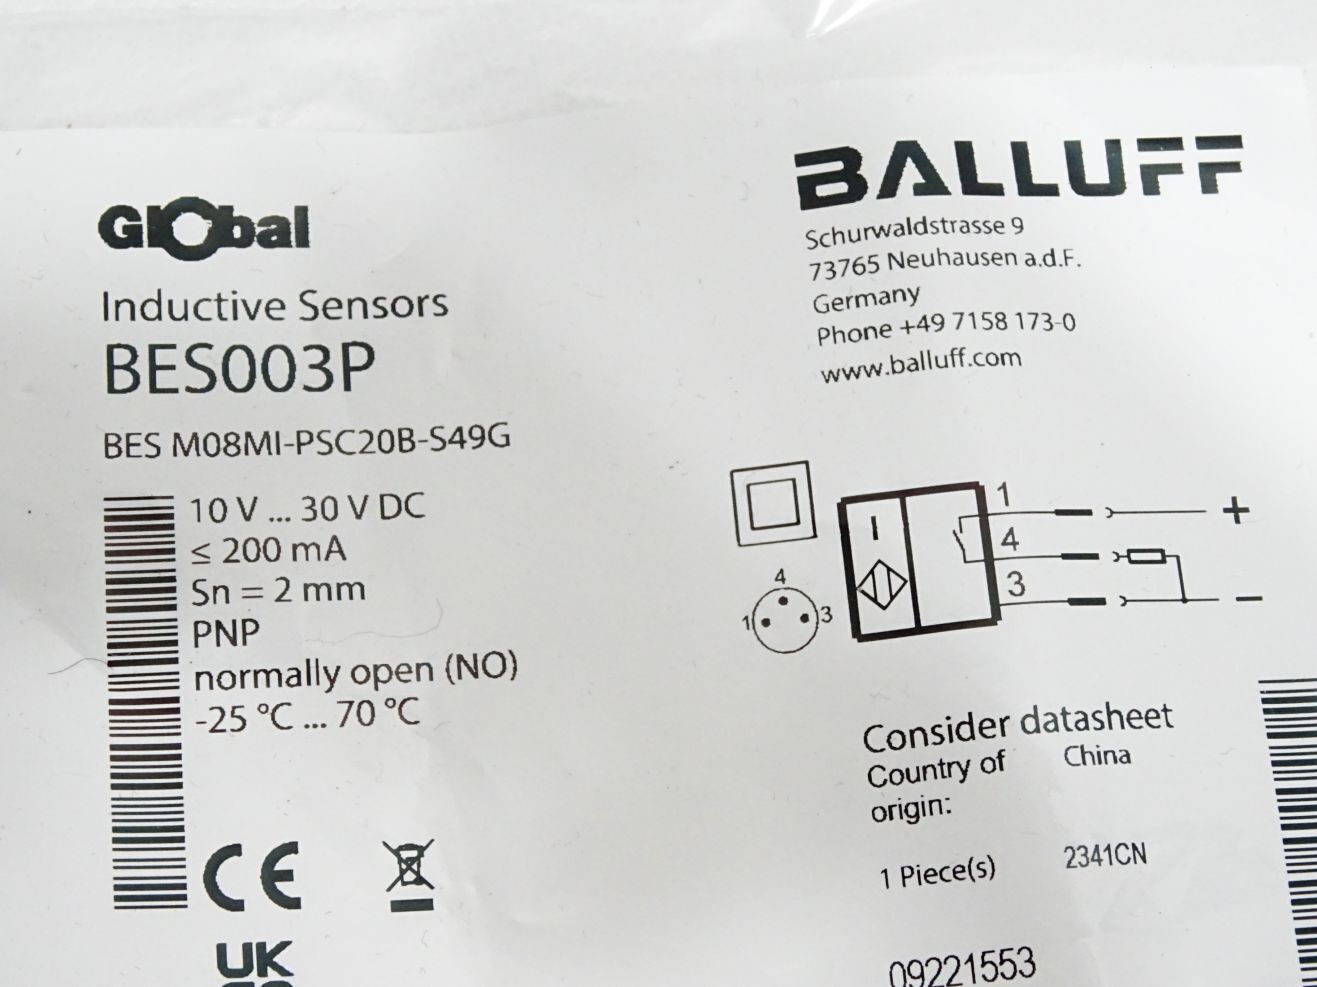 GlObal
Inductive Sensors
BES003P
BES M08MI-PSC20B-S49G
10 V ... 30 V DC
≤ 200 mA
Sn = 2 mm
PNP
normally open (NO)
-25 °C ... 70 °C
CE
UK
BALLUFF
Schurwaldstrasse 9
73765 Neuhausen a.d.F.
Germany
Phone +49 7158 173-0
www.balluff.com
1 +
4
3 −
4
1 3
Consider datasheet
Country of origin: China
1 Piece(s) 2341CN
09221553